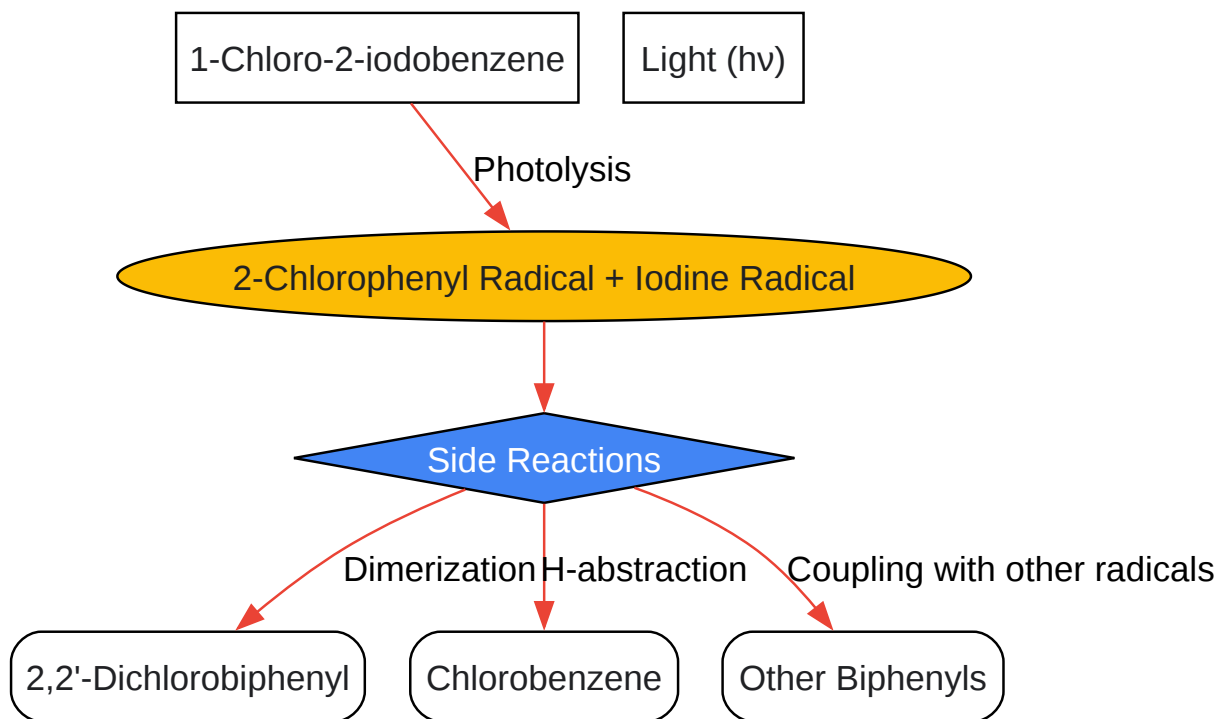 1-Chloro-2-iodobenzene
Light (hν)
Photolysis
2-Chlorophenyl Radical + Iodine Radical
Side Reactions
Dimerization
H-abstraction
Coupling with other radicals
2,2'-Dichlorobiphenyl
Chlorobenzene
Other Biphenyls